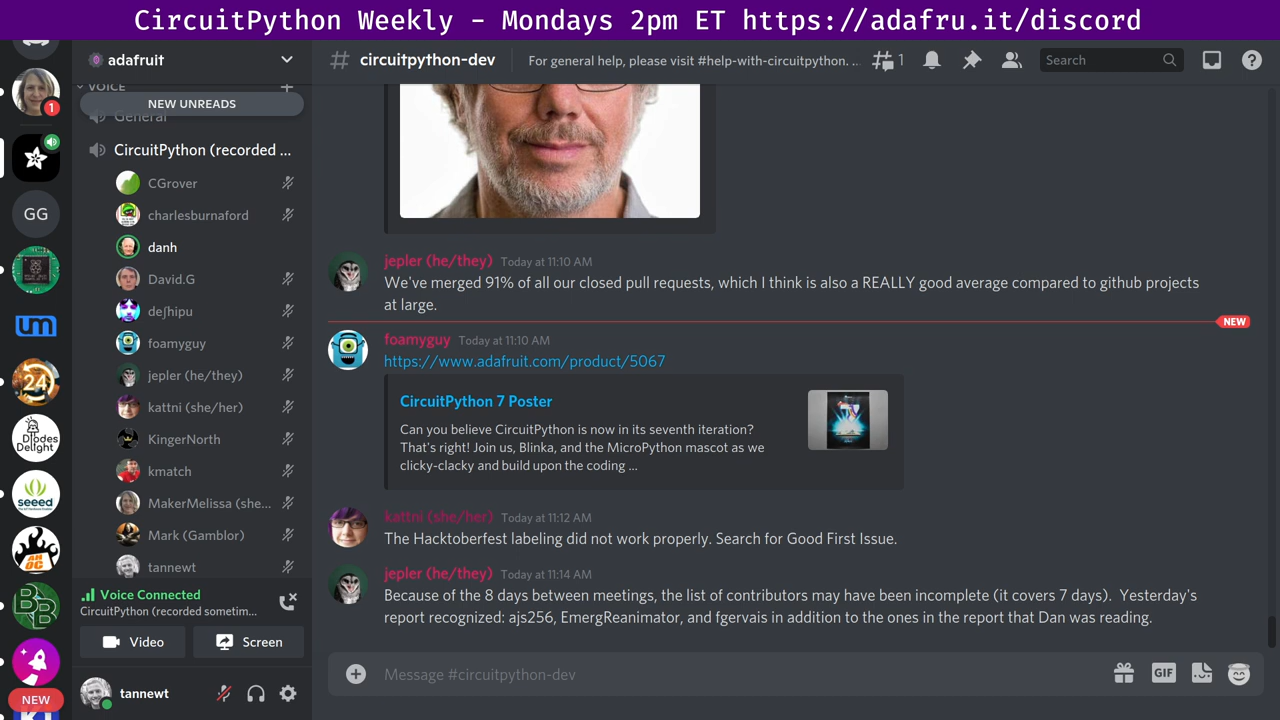 CircuitPython Weekly - Mondays 2pm ET https://adafru.it/discord
adafruit
circuitpython-dev
For general help, please visit #help-with-circuitpython. ...
1
Search
VOICE
NEW UNREADS
General
CircuitPython (recorded ...
CGrover
charlesburnaford
danh
David.G
deʃhipu
foamyguy
jepler (he/they)
kattni (she/her)
KingerNorth
kmatch
MakerMelissa (she...
Mark (Gamblor)
tannewt
Voice Connected
CircuitPython (recorded sometim...
Video
Screen
tannewt
1
GG
um
24
Diodes
Delight
seeed
AHOC
BB
NEW
jepler (he/they) Today at 11:10 AM
We've merged 91% of all our closed pull requests, which I think is also a REALLY good average compared to github projects
at large.
NEW
foamyguy Today at 11:10 AM
https://www.adafruit.com/product/5067
CircuitPython 7 Poster
Can you believe CircuitPython is now in its seventh iteration?
That's right! Join us, Blinka, and the MicroPython mascot as we
clicky-clacky and build upon the coding ...
kattni (she/her) Today at 11:12 AM
The Hacktoberfest labeling did not work properly. Search for Good First Issue.
jepler (he/they) Today at 11:14 AM
Because of the 8 days between meetings, the list of contributors may have been incomplete (it covers 7 days).  Yesterday's
report recognized: ajs256, EmergReanimator, and fgervais in addition to the ones in the report that Dan was reading.
Message #circuitpython-dev
GIF